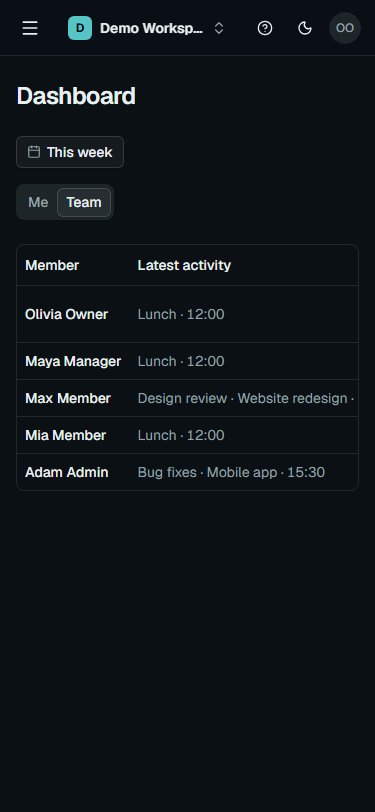 D Demo Worksp... OO
Dashboard
This week
Me Team
Member Latest activity
Olivia Owner Lunch · 12:00
Maya Manager Lunch · 12:00
Max Member Design review · Website redesign ·
Mia Member Lunch · 12:00
Adam Admin Bug fixes · Mobile app · 15:30